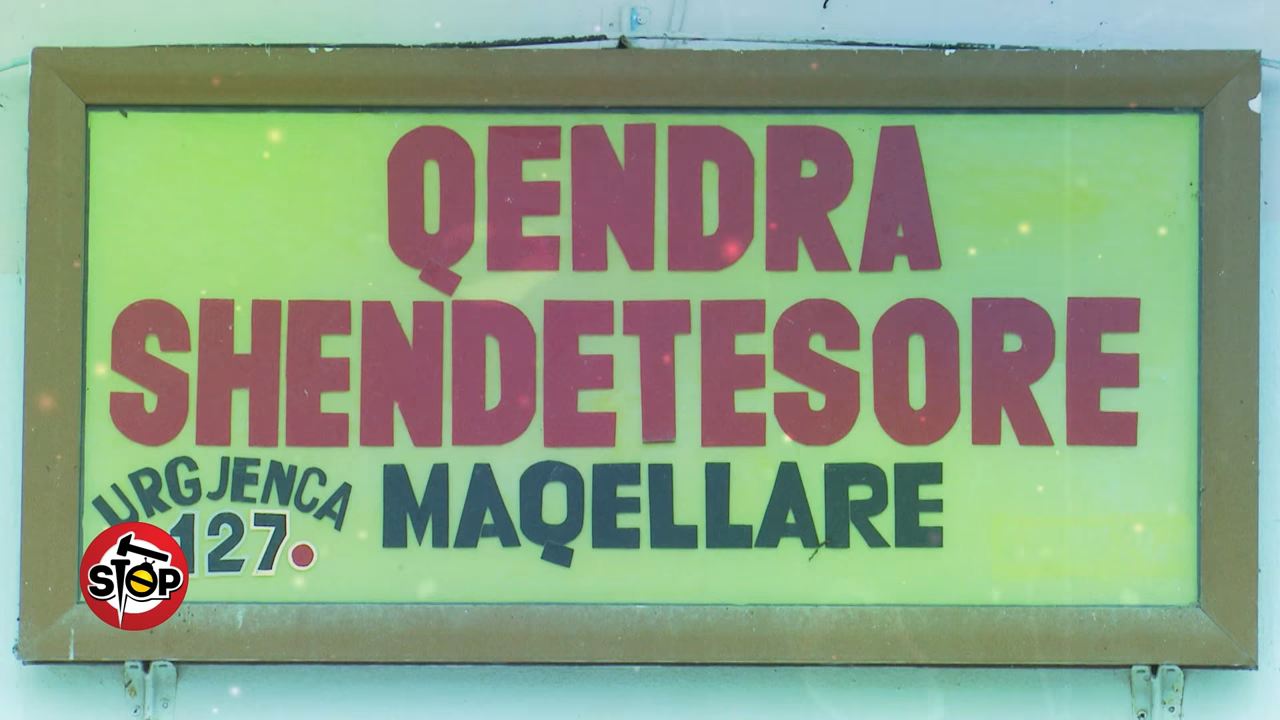 QENDRA
SHENDETESORE
URGJENCA
127.
MAQELLARE
STOP